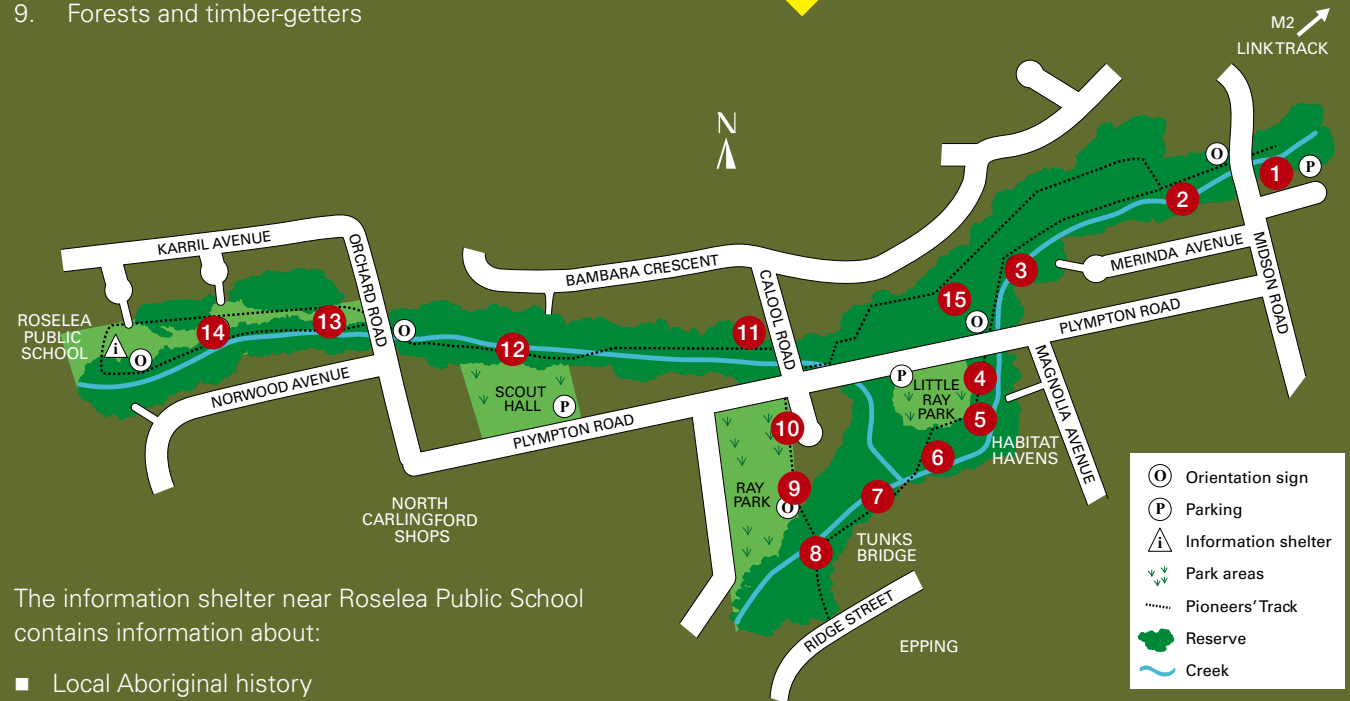 9. Forests and timber-getters
M2
LINK TRACK
N
O
1
P
2
KARRIL AVENUE
ORCHARD ROAD
BAMBARA CRESCENT
CALOOL ROAD
MERINDA AVENUE
MIDSON ROAD
3
15
O
PLYMPTON ROAD
ROSELEA
PUBLIC
SCHOOL
i
O
14
13
O
12
11
NORWOOD AVENUE
SCOUT
HALL
P
PLYMPTON ROAD
P
LITTLE
RAY
PARK
4
5
MAGNOLIA AVENUE
HABITAT
HAVENS
10
6
RAY
PARK
9
O
7
8
TUNKS
BRIDGE
NORTH
CARLINGFORD
SHOPS
RIDGE STREET
EPPING
O Orientation sign
P Parking
i Information shelter
Park areas
Pioneers' Track
Reserve
Creek
The information shelter near Roselea Public School
contains information about:
■ Local Aboriginal history